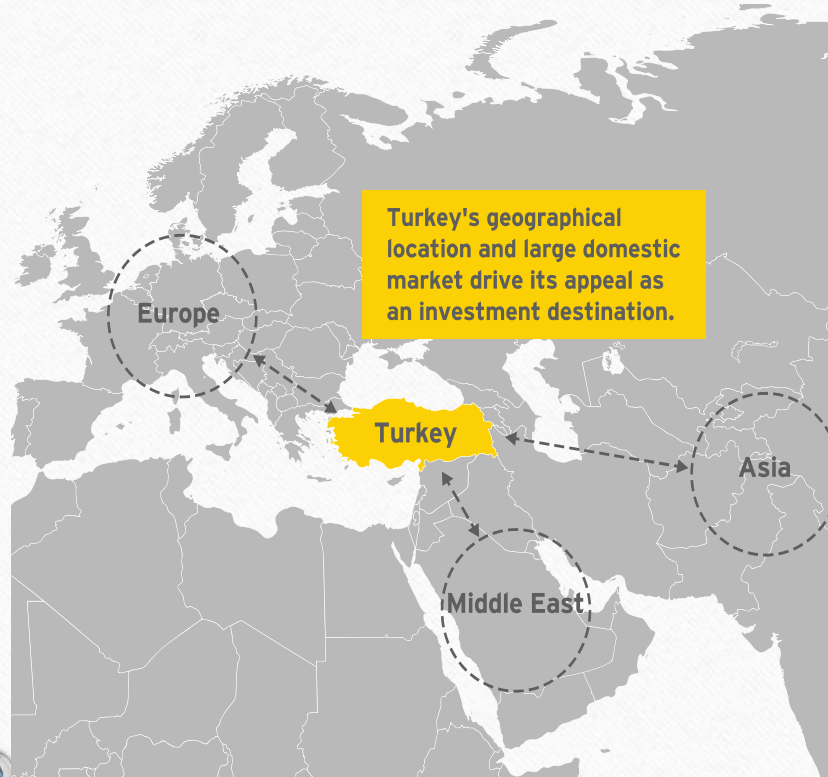 Turkey's geographical
location and large domestic
market drive its appeal as
an investment destination.
Europe
Turkey
Asia
Middle East